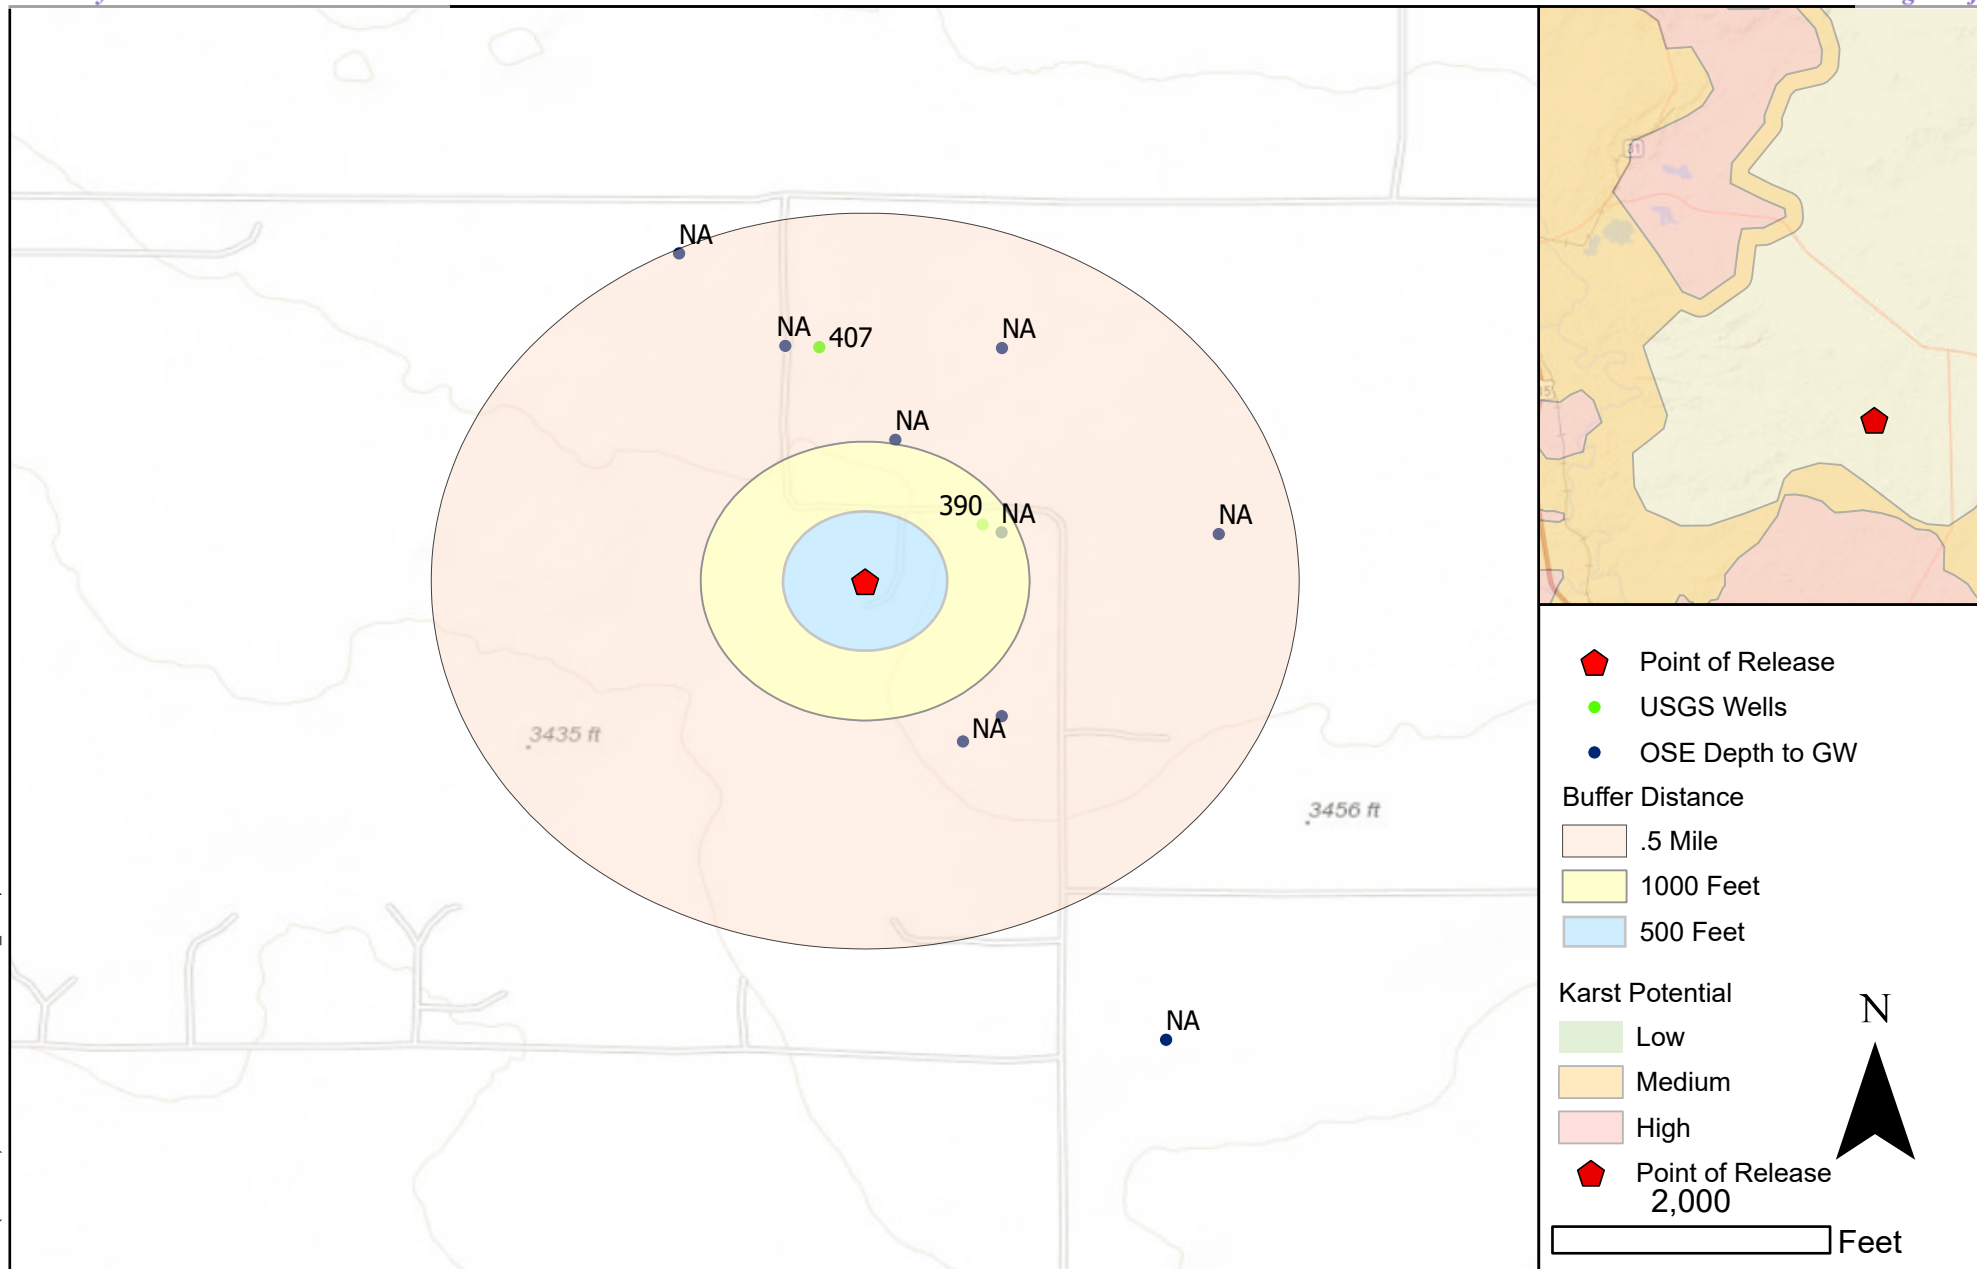 NA
NA
407
NA
NA
390
NA
NA
NA
3435 ft
3456 ft
NA
31
Point of Release
USGS Wells
OSE Depth to GW
Buffer Distance
.5 Mile
1000 Feet
500 Feet
Karst Potential
Low
Medium
High
Point of Release
N
2,000
Feet